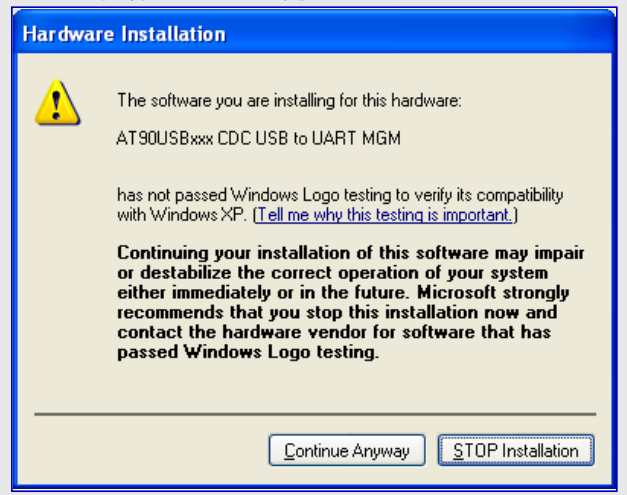 Hardware Installation
The software you are installing for this hardware:
AT90USBxxx CDC USB to UART MGM
has not passed Windows Logo testing to verify its compatibility
with Windows XP. (Tell me why this testing is important.)
Continuing your installation of this software may impair
or destabilize the correct operation of your system
either immediately or in the future. Microsoft strongly
recommends that you stop this installation now and
contact the hardware vendor for software that has
passed Windows Logo testing.
Continue Anyway
STOP Installation